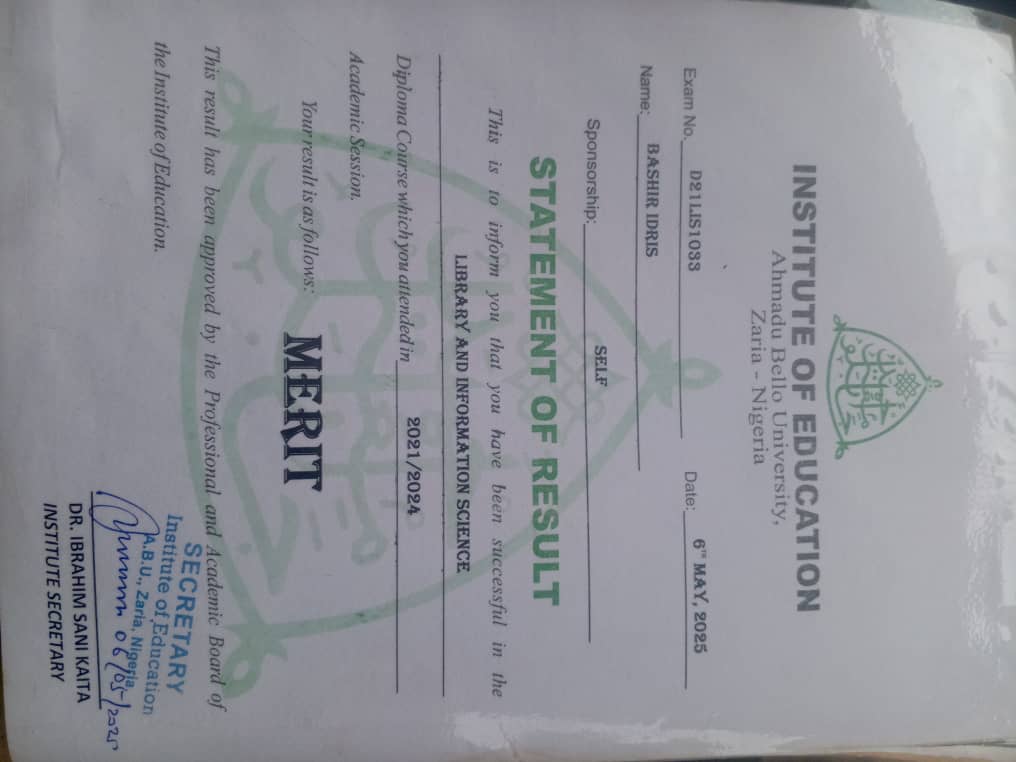 INSTITUTE OF EDUCATION
Ahmadu Bello University,
Zaria - Nigeria
Exam No. D21LIS1033 Date: 6TH MAY, 2025
Name: BASHIR IDRIS
Sponsorship: SELF
STATEMENT OF RESULT
This is to inform you that you have been successful in the
LIBRARY AND INFORMATION SCIENCE
Diploma Course which you attended in 2021/2024
Academic Session.
Your result is as follows: MERIT
This result has been approved by the Professional and Academic Board of
the Institute of Education.
SECRETARY
Institute of Education
A.B.U., Zaria, Nigeria.
06/05/2025
DR. IBRAHIM SANI KAITA
INSTITUTE SECRETARY